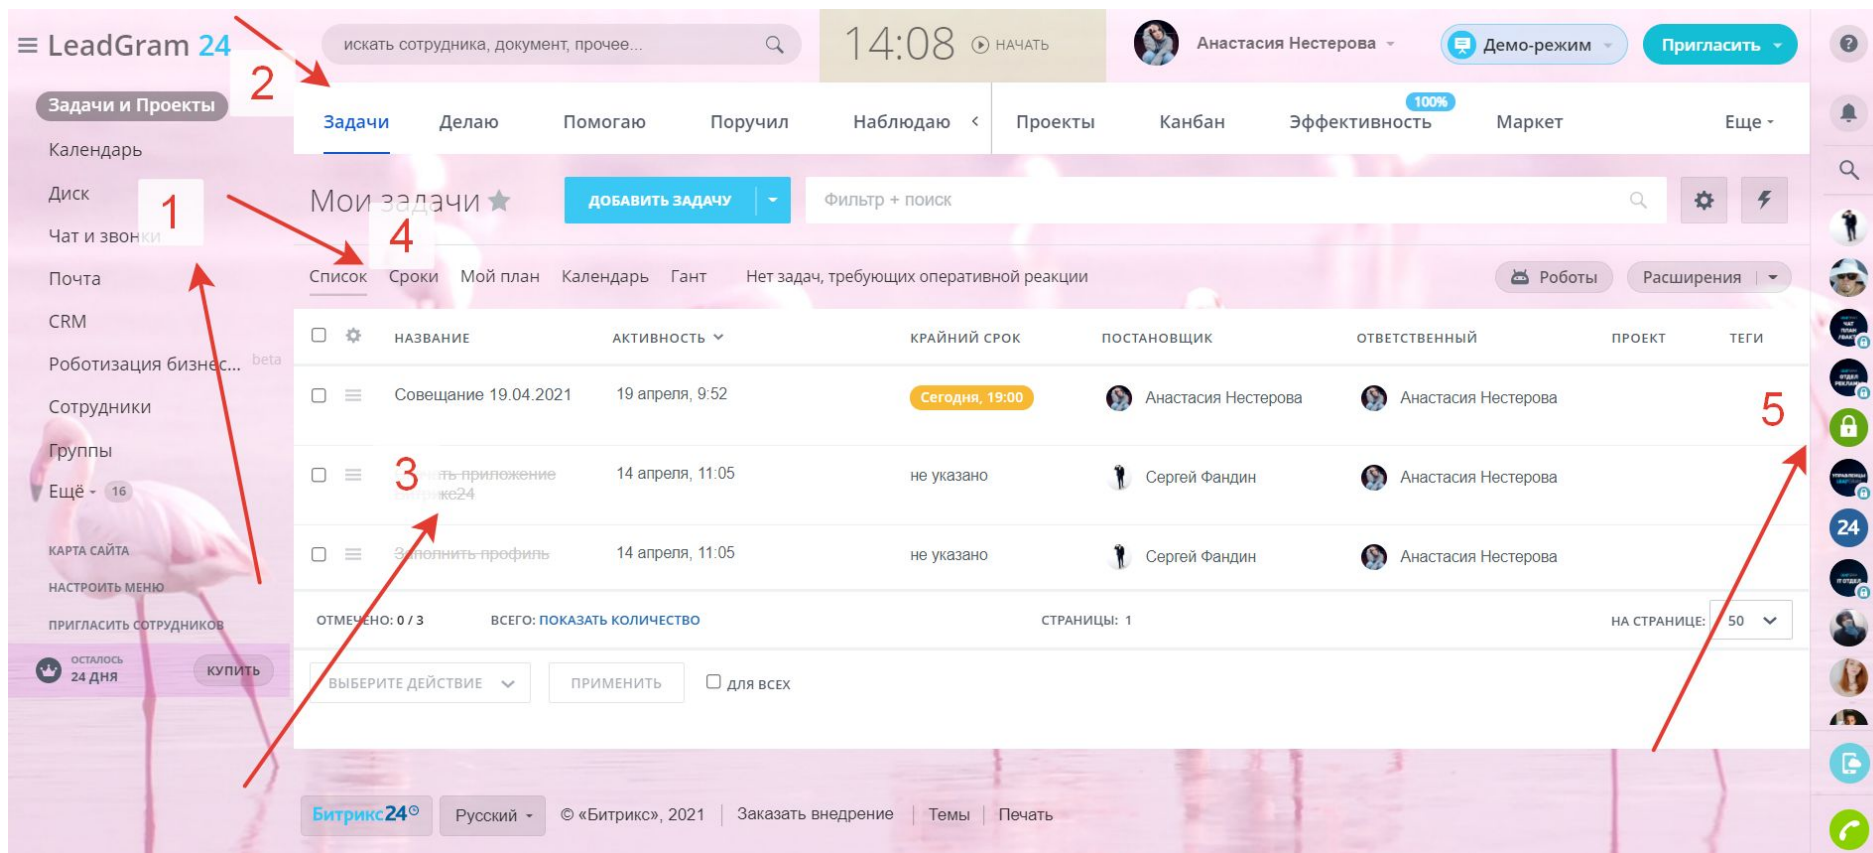 LeadGram 24
искать сотрудника, документ, прочее...
14:08 НАЧАТЬ
Анастасия Нестерова
Демо-режим
Пригласить
2
Задачи и Проекты
Календарь
Диск
1
Чат и звонки
Почта
CRM
Роботизация бизнес... beta
Сотрудники
Группы
Ещё - 16
КАРТА САЙТА
НАСТРОИТЬ МЕНЮ
ПРИГЛАСИТЬ СОТРУДНИКОВ
ОСТАЛОСЬ
24 ДНЯ
КУПИТЬ
Задачи Делаю Помогаю Поручил Наблюдаю < Проекты Канбан Эффективность 100% Маркет Еще
Мои задачи
ДОБАВИТЬ ЗАДАЧУ
Фильтр + поиск
4
Список Сроки Мой план Календарь Гант Нет задач, требующих оперативной реакции
Роботы Расширения
НАЗВАНИЕ АКТИВНОСТЬ КРАЙНИЙ СРОК ПОСТАНОВЩИК ОТВЕТСТВЕННЫЙ ПРОЕКТ ТЕГИ
Совещание 19.04.2021 19 апреля, 9:52 Сегодня, 19:00 Анастасия Нестерова Анастасия Нестерова
5
3
приложение 14 апреля, 11:05 не указано Сергей Фандин Анастасия Нестерова
Заполнить профиль 14 апреля, 11:05 не указано Сергей Фандин Анастасия Нестерова
ОТМЕЧЕНО: 0 / 3 ВСЕГО: ПОКАЗАТЬ КОЛИЧЕСТВО СТРАНИЦЫ: 1 НА СТРАНИЦЕ: 50
ВЫБЕРИТЕ ДЕЙСТВИЕ ПРИМЕНИТЬ ДЛЯ ВСЕХ
Битрикс24 Русский © «Битрикс», 2021 Заказать внедрение Темы Печать
?
24